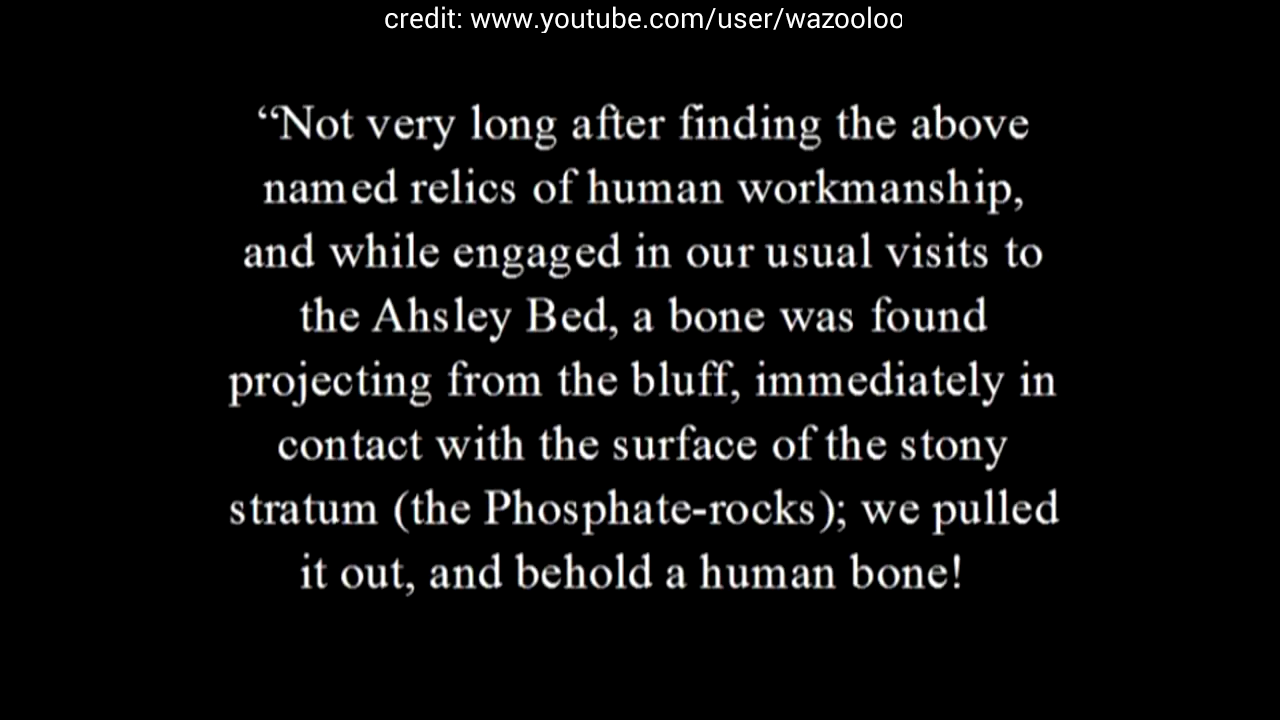 credit: www.youtube.com/user/wazooloo
“Not very long after finding the above
named relics of human workmanship,
and while engaged in our usual visits to
the Ahsley Bed, a bone was found
projecting from the bluff, immediately in
contact with the surface of the stony
stratum (the Phosphate-rocks); we pulled
it out, and behold a human bone!